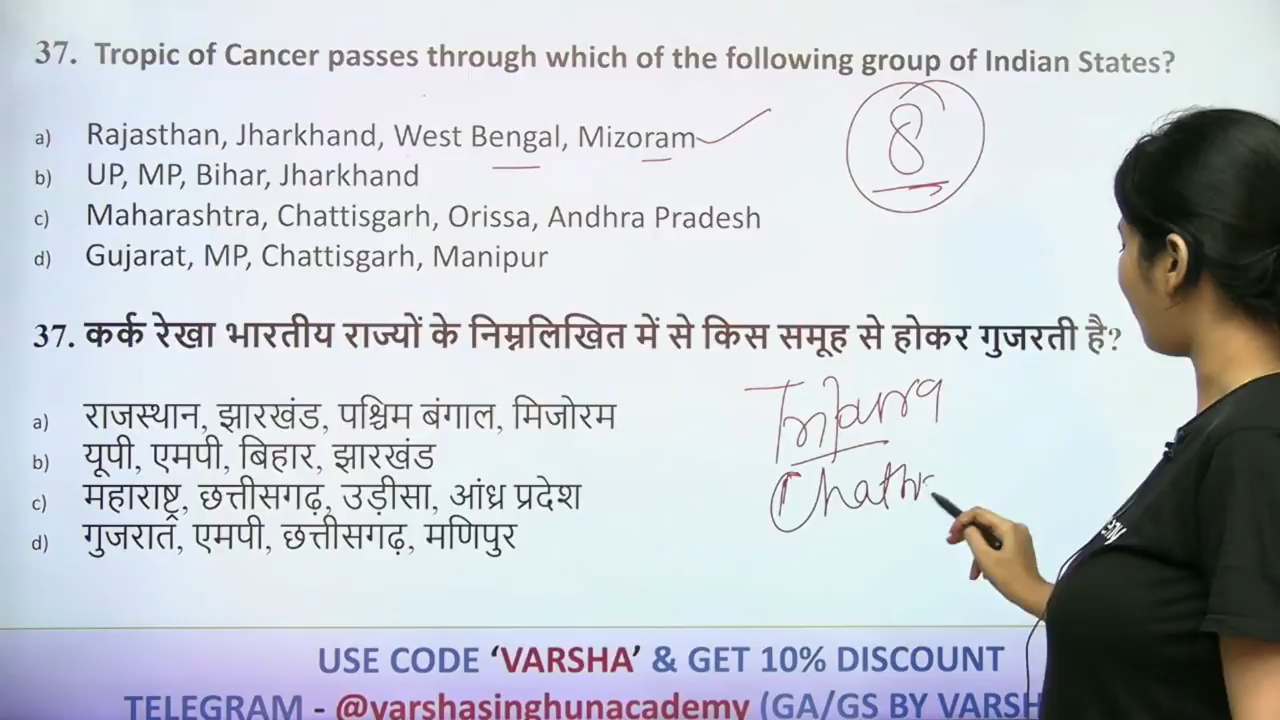 37. Tropic of Cancer passes through which of the following group of Indian States?
a) Rajasthan, Jharkhand, West Bengal, Mizoram
8
b) UP, MP, Bihar, Jharkhand
c) Maharashtra, Chattisgarh, Orissa, Andhra Pradesh
d) Gujarat, MP, Chattisgarh, Manipur
37. कर्क रेखा भारतीय राज्यों के निम्नलिखित में से किस समूह से होकर गुजरती है?
a) राजस्थान, झारखंड, पश्चिम बंगाल, मिजोरम
b) यूपी, एमपी, बिहार, झारखंड
c) महाराष्ट्र, छत्तीसगढ़, उड़ीसा, आंध्र प्रदेश
d) गुजरात, एमपी, छत्तीसगढ़, मणिपुर
USE CODE ‘VARSHA’ & GET 10% DISCOUNT
TELEGRAM - @varshasinghunacademy (GA/GS BY VARSH